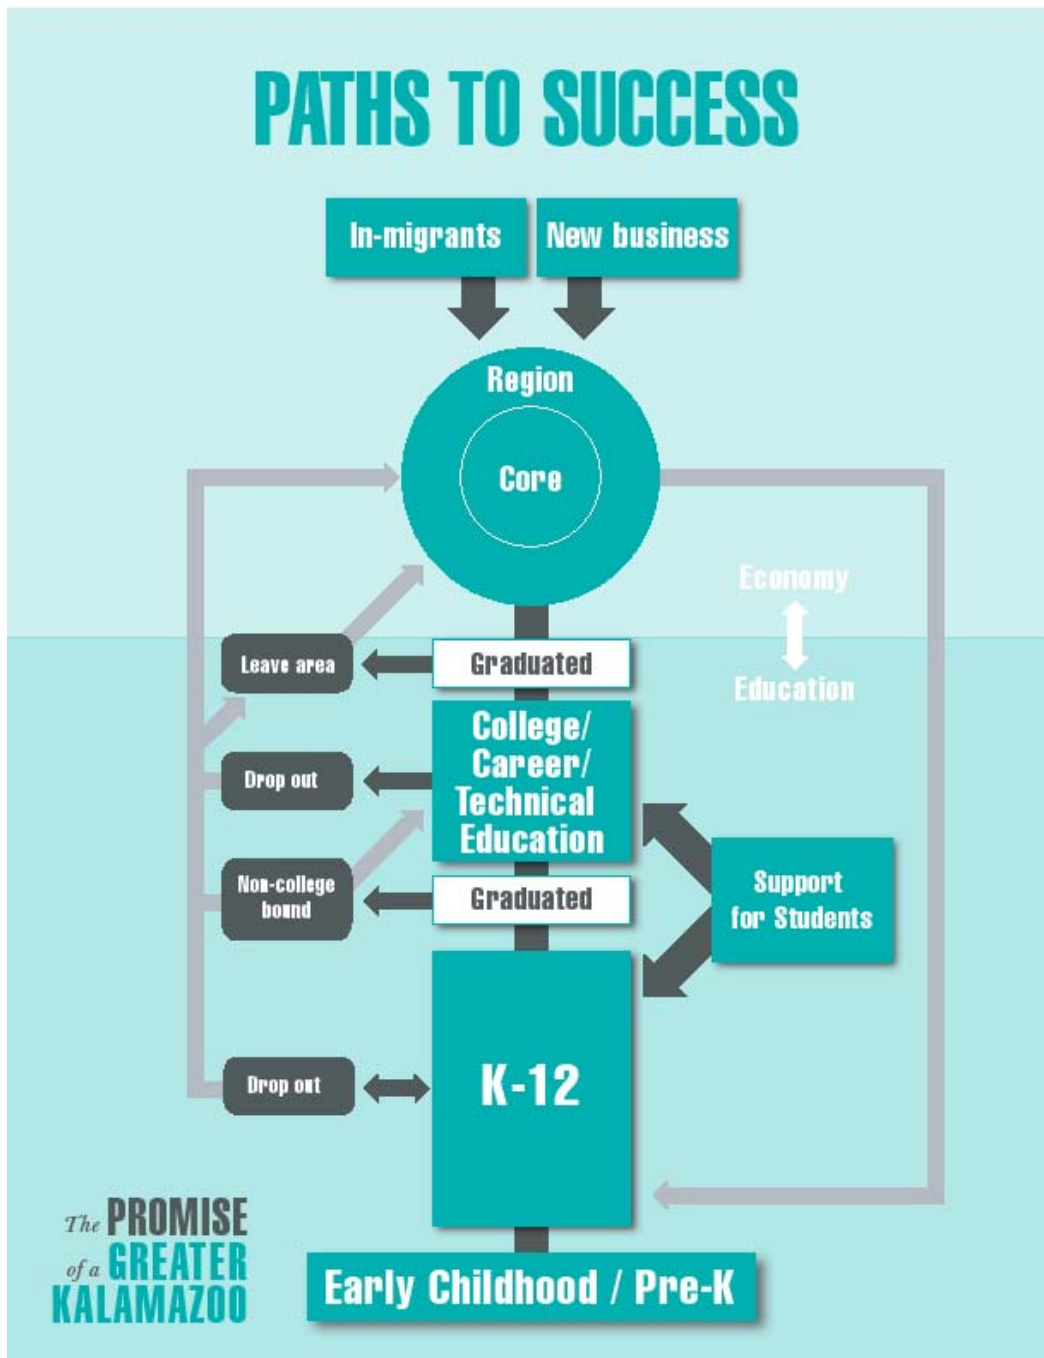 PATHS TO SUCCESS
In-migrants
New business
Region
Core
Economy
Education
Leave area
Graduated
College/
Career/
Technical
Education
Drop out
Non-college
bound
Graduated
Support
for Students
K-12
Drop out
Early Childhood / Pre-K
The PROMISE
of a GREATER
KALAMAZOO